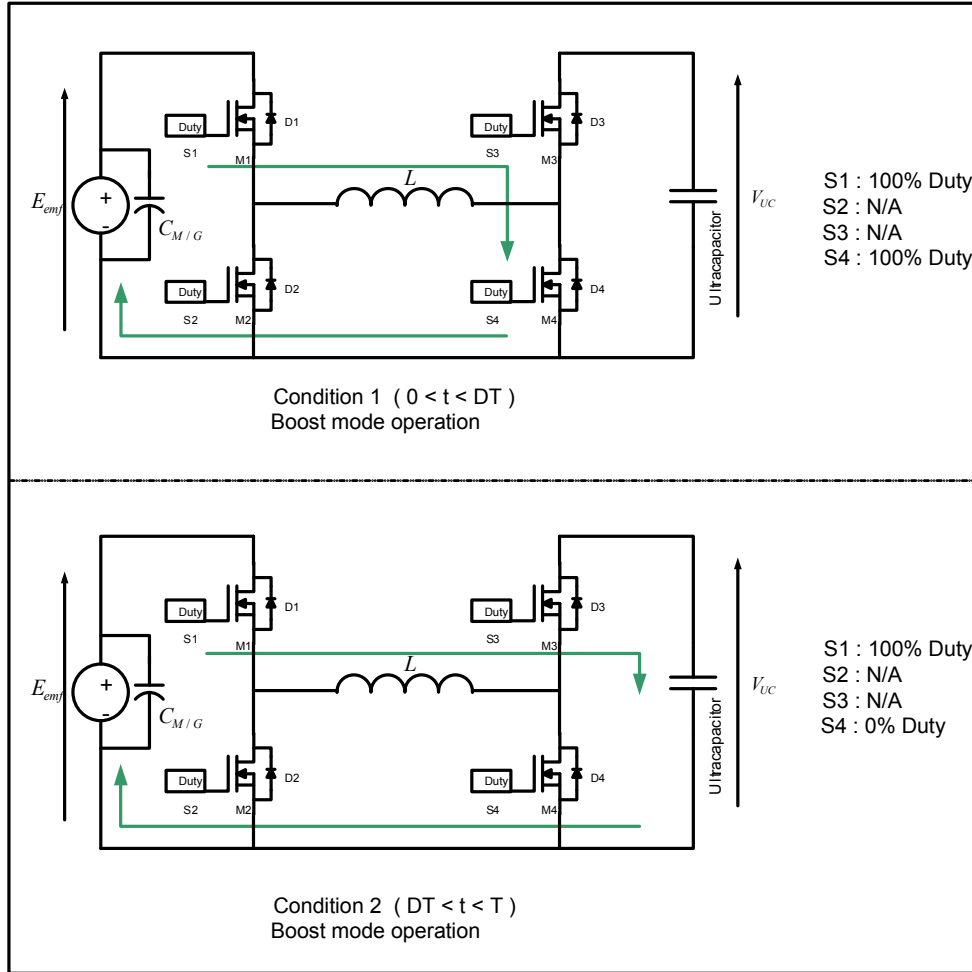 Duty
D1
S1
M1
Duty
D3
S3
M3
L
E_emf
+
-
C_M/G
Duty
D2
S2
M2
Duty
D4
S4
M4
Ultracapacitor
V_UC
S1 : 100% Duty
S2 : N/A
S3 : N/A
S4 : 100% Duty
Condition 1 ( 0 < t < DT )
Boost mode operation
Duty
D1
S1
M1
Duty
D3
S3
M3
L
E_emf
+
-
C_M/G
Duty
D2
S2
M2
Duty
D4
S4
M4
Ultracapacitor
V_UC
S1 : 100% Duty
S2 : N/A
S3 : N/A
S4 : 0% Duty
Condition 2 ( DT < t < T )
Boost mode operation